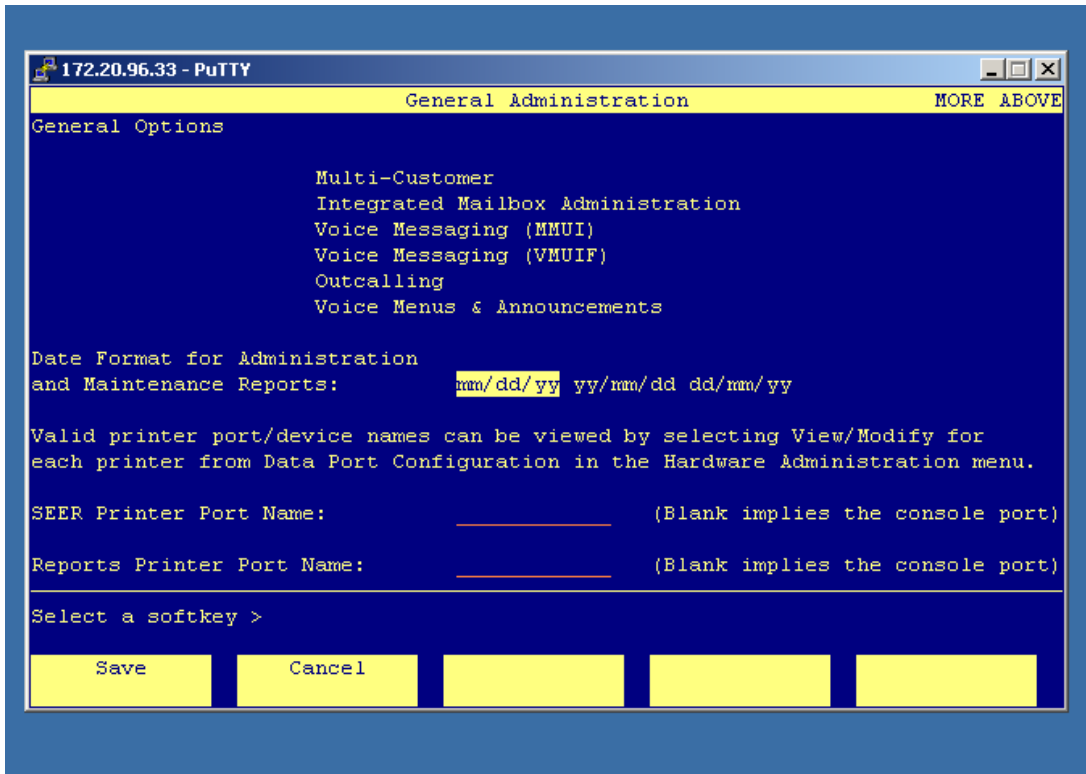 172.20.96.33 - PuTTY
General Administration MORE ABOVE
General Options
Multi-Customer
Integrated Mailbox Administration
Voice Messaging (MMUI)
Voice Messaging (VMUIF)
Outcalling
Voice Menus & Announcements
Date Format for Administration
and Maintenance Reports: mm/dd/yy yy/mm/dd dd/mm/yy
Valid printer port/device names can be viewed by selecting View/Modify for
each printer from Data Port Configuration in the Hardware Administration menu.
SEER Printer Port Name: (Blank implies the console port)
Reports Printer Port Name: (Blank implies the console port)
Select a softkey >
Save Cancel